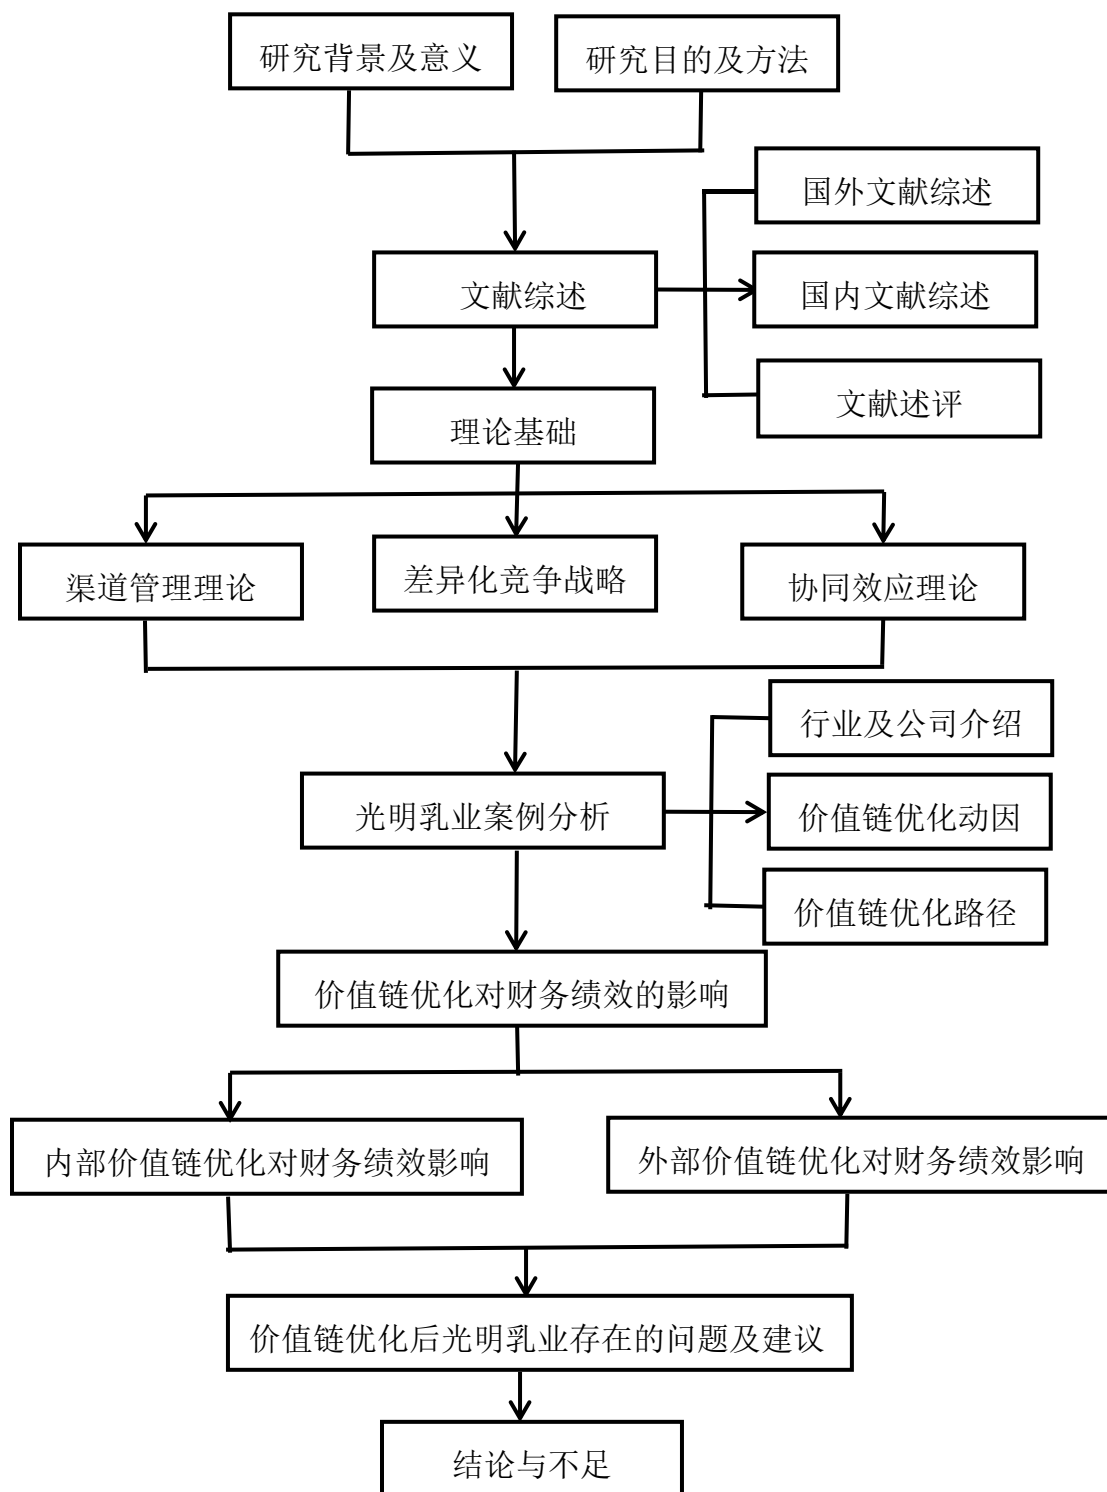 研究背景及意义
研究目的及方法
国外文献综述
文献综述
国内文献综述
文献述评
理论基础
渠道管理理论
差异化竞争战略
协同效应理论
行业及公司介绍
光明乳业案例分析
价值链优化动因
价值链优化路径
价值链优化对财务绩效的影响
内部价值链优化对财务绩效影响
外部价值链优化对财务绩效影响
价值链优化后光明乳业存在的问题及建议
结论与不足